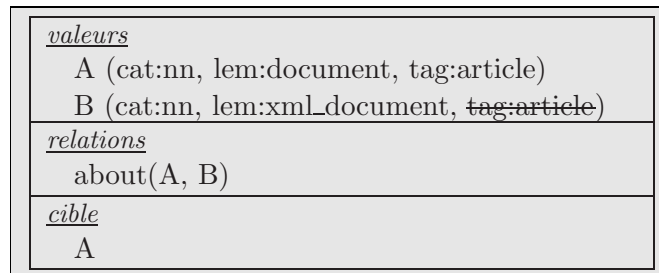 valeurs
A (cat:nn, lem:document, tag:article)
B (cat:nn, lem:xml_document, tag:article)
relations
about(A, B)
cible
A